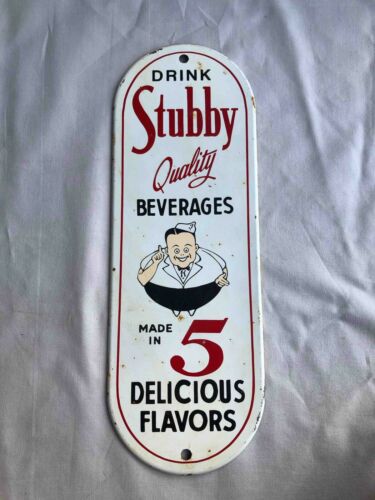 DRINK
Stubby
Quality
BEVERAGES
MADE
IN 5
DELICIOUS
FLAVORS